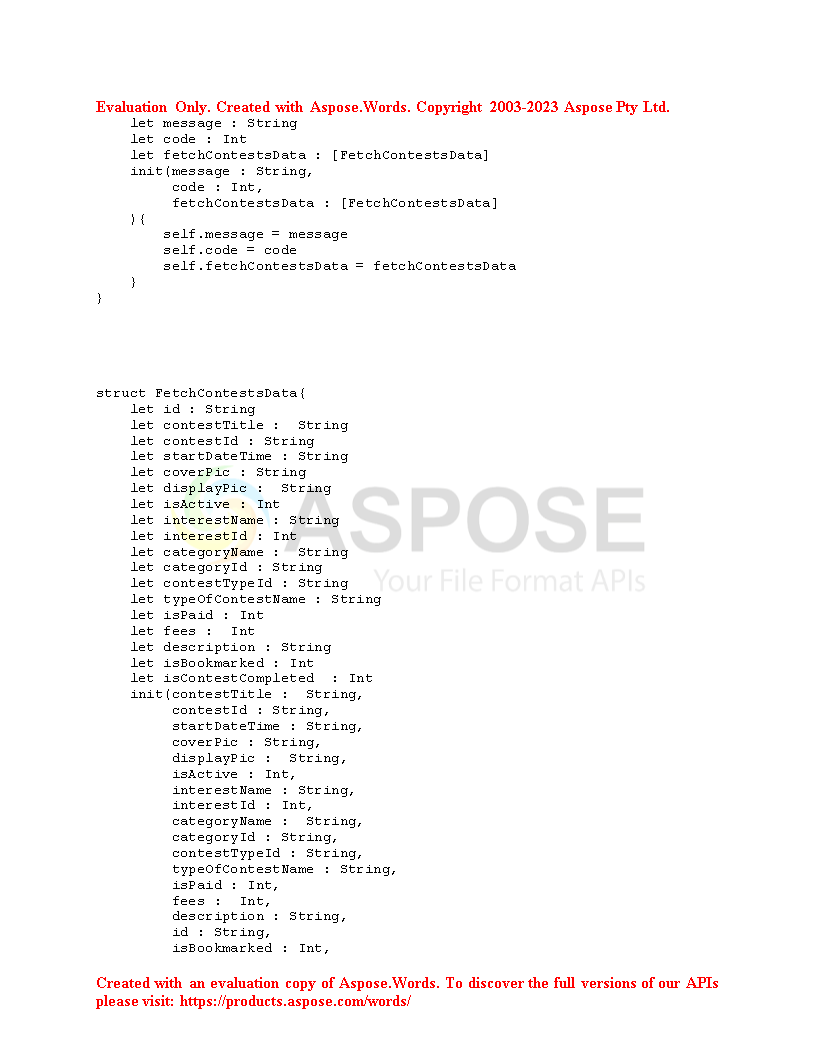 Evaluation Only. Created with Aspose.Words. Copyright 2003-2023 Aspose Pty Ltd.
let message : String
let code : Int
let fetchContestsData : [FetchContestsData]
init(message : String,
code : Int,
fetchContestsData : [FetchContestsData]
){
self.message = message
self.code = code
self.fetchContestsData = fetchContestsData
}
}
struct FetchContestsData{
let id : String
let contestTitle :  String
let contestId : String
let startDateTime : String
let coverPic : String
let displayPic :  String
let isActive : Int
let interestName : String
let interestId : Int
let categoryName :  String
let categoryId : String
let contestTypeId : String
let typeOfContestName : String
let isPaid : Int
let fees :  Int
let description : String
let isBookmarked : Int
let isContestCompleted  : Int
init(contestTitle :  String,
contestId : String,
startDateTime : String,
coverPic : String,
displayPic :  String,
isActive : Int,
interestName : String,
interestId : Int,
categoryName :  String,
categoryId : String,
contestTypeId : String,
typeOfContestName : String,
isPaid : Int,
fees :  Int,
description : String,
id : String,
isBookmarked : Int,
ASPOSE
Your File Format APIs
Created with an evaluation copy of Aspose.Words. To discover the full versions of our APIs
please visit: https://products.aspose.com/words/